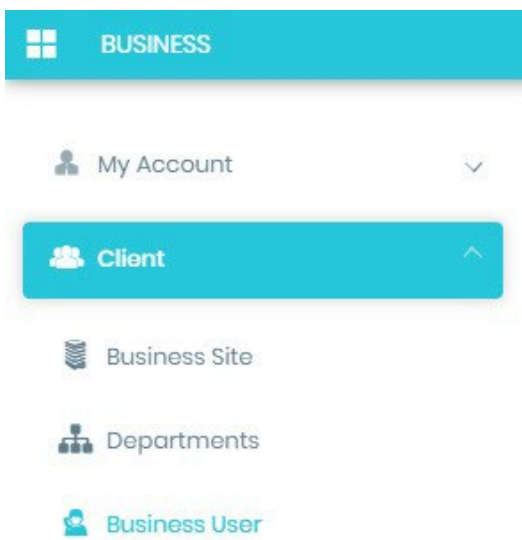 BUSINESS
My Account
Client
Business Site
Departments
Business User